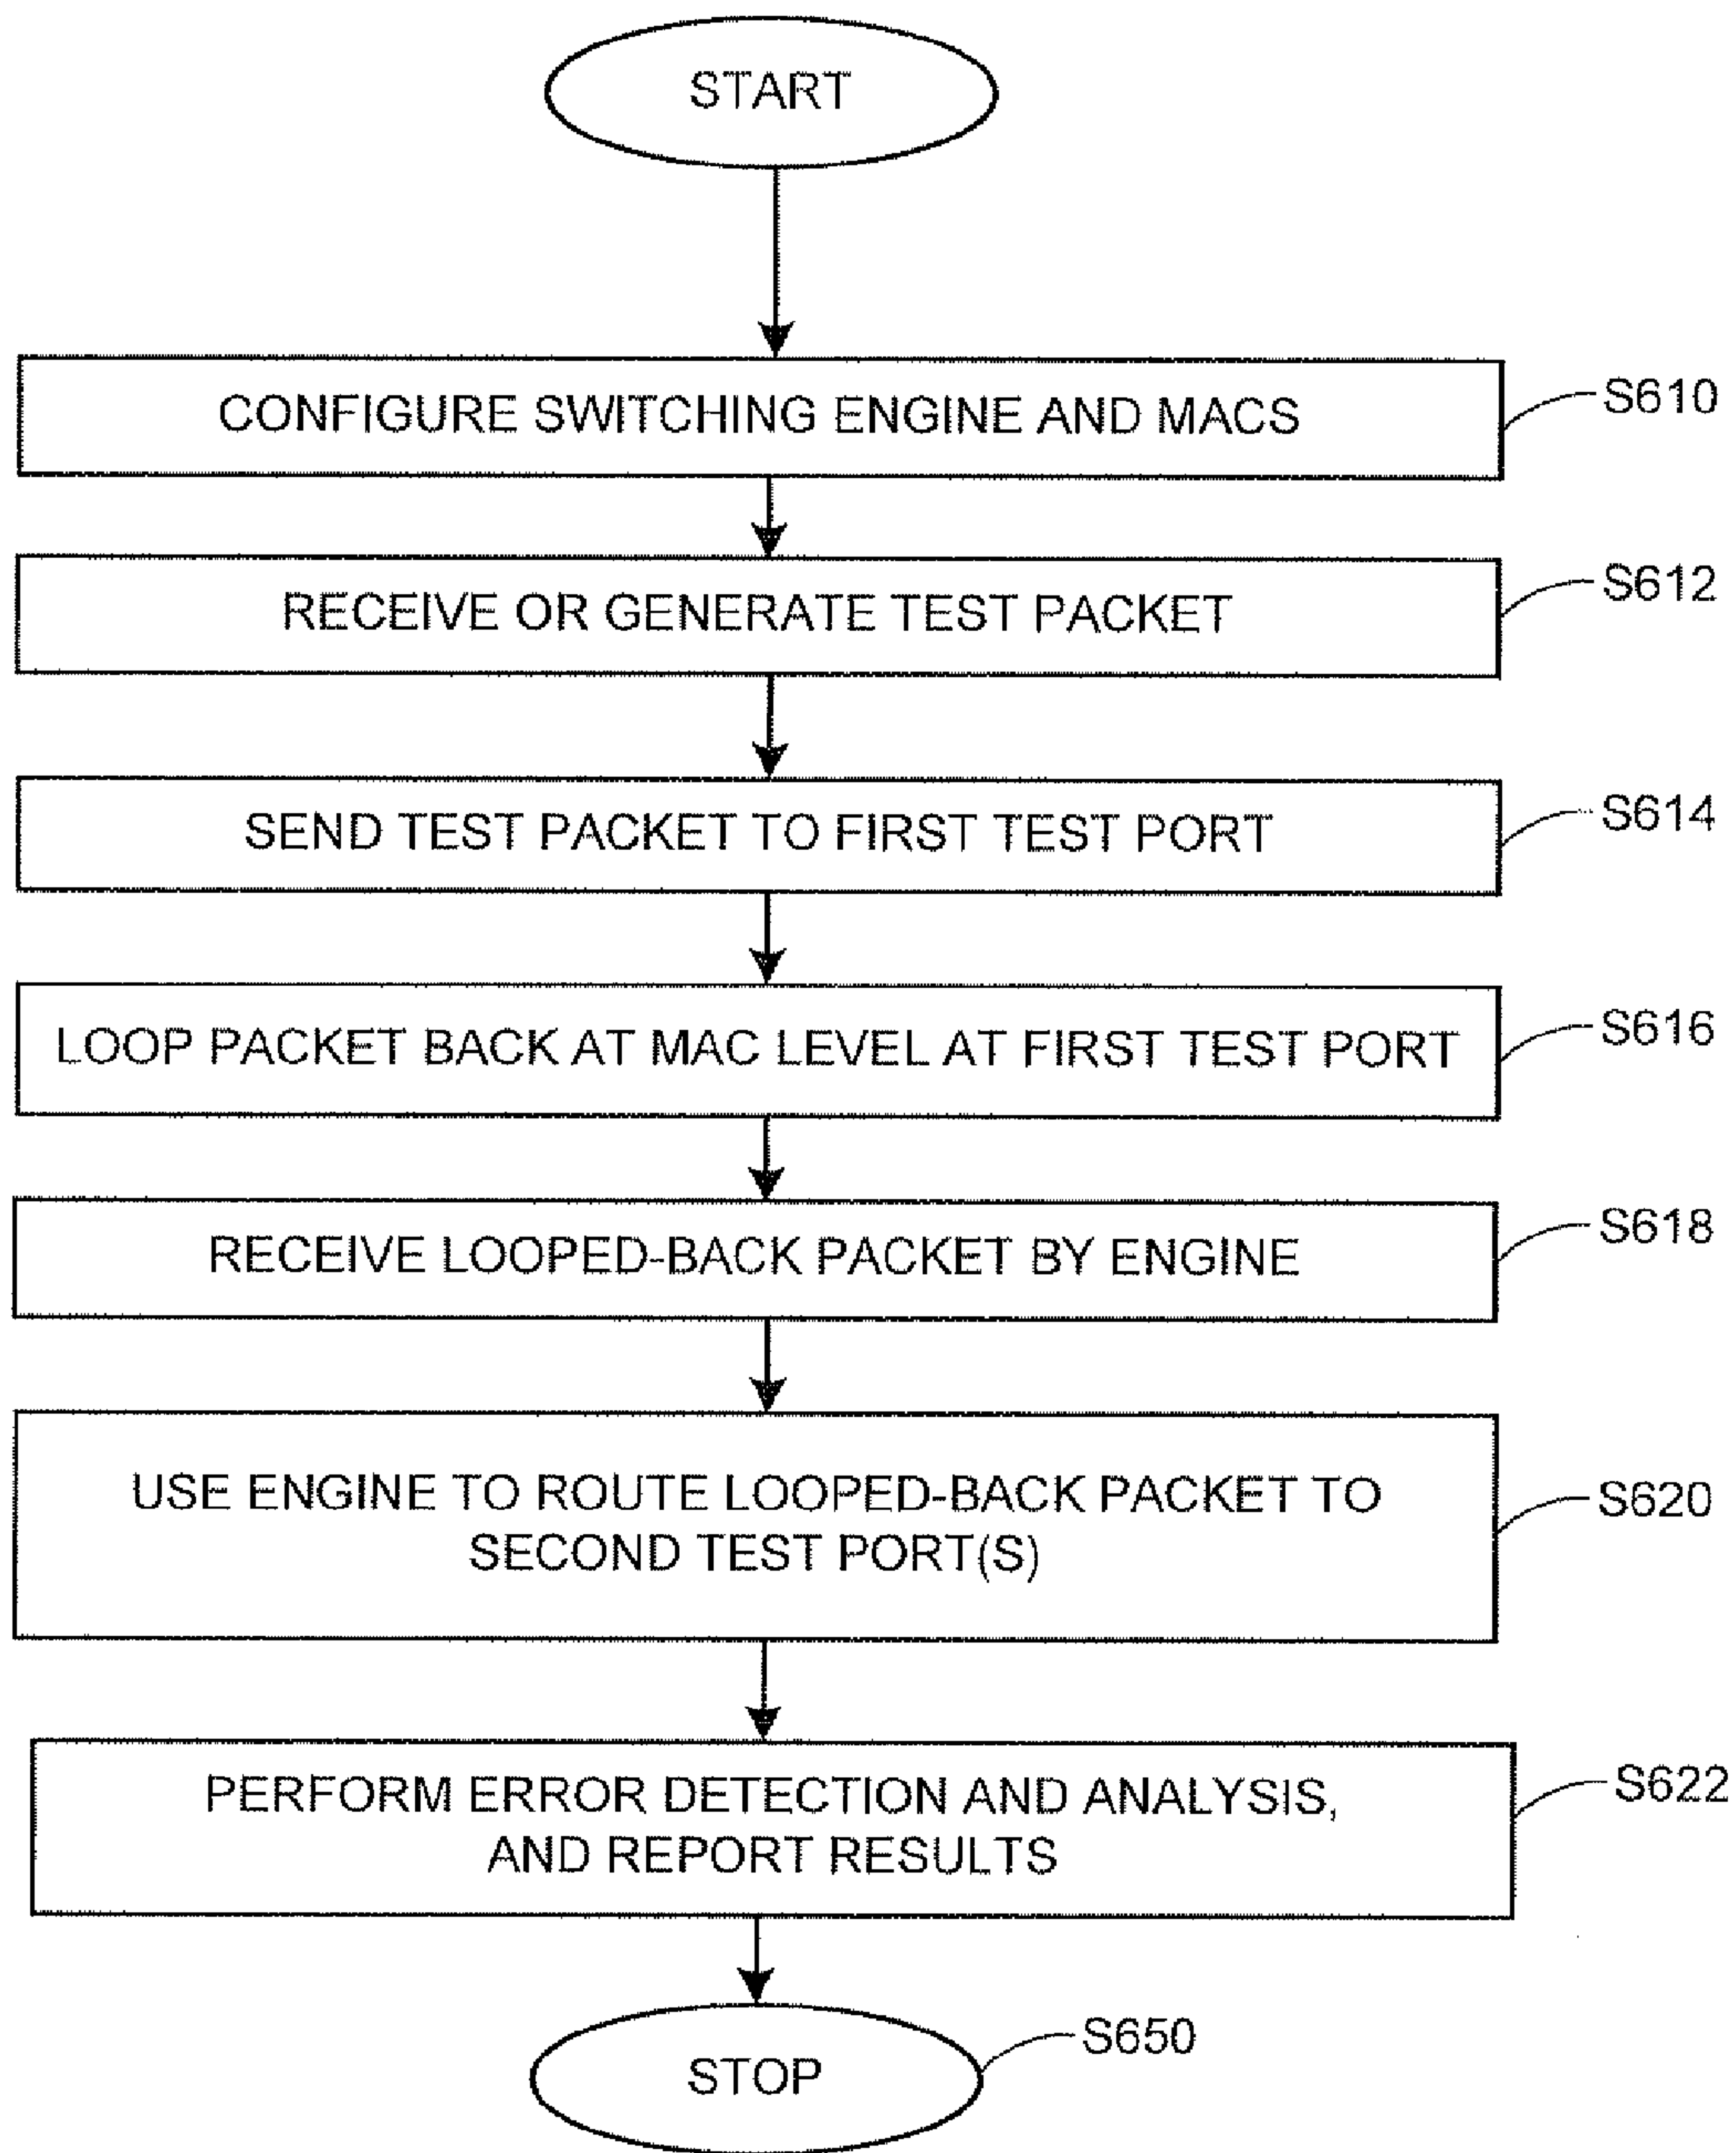 START
CONFIGURE SWITCHING ENGINE AND MACS
S610
RECEIVE OR GENERATE TEST PACKET
S612
SEND TEST PACKET TO FIRST TEST PORT
S614
LOOP PACKET BACK AT MAC LEVEL AT FIRST TEST PORT
S616
RECEIVE LOOPED-BACK PACKET BY ENGINE
S618
USE ENGINE TO ROUTE LOOPED-BACK PACKET TO
SECOND TEST PORT(S)
S620
PERFORM ERROR DETECTION AND ANALYSIS,
AND REPORT RESULTS
S622
STOP
S650